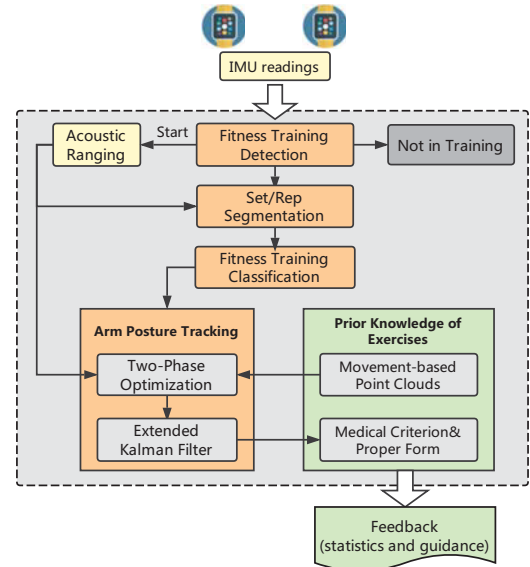 IMU readings
Acoustic
Ranging
Start
Fitness Training
Detection
Not in Training
Set/Rep
Segmentation
Fitness Training
Classification
Arm Posture Tracking
Prior Knowledge of
Exercises
Two-Phase
Optimization
Movement-based
Point Clouds
Extended
Kalman Filter
Medical Criterion&
Proper Form
Feedback
(statistics and guidance)